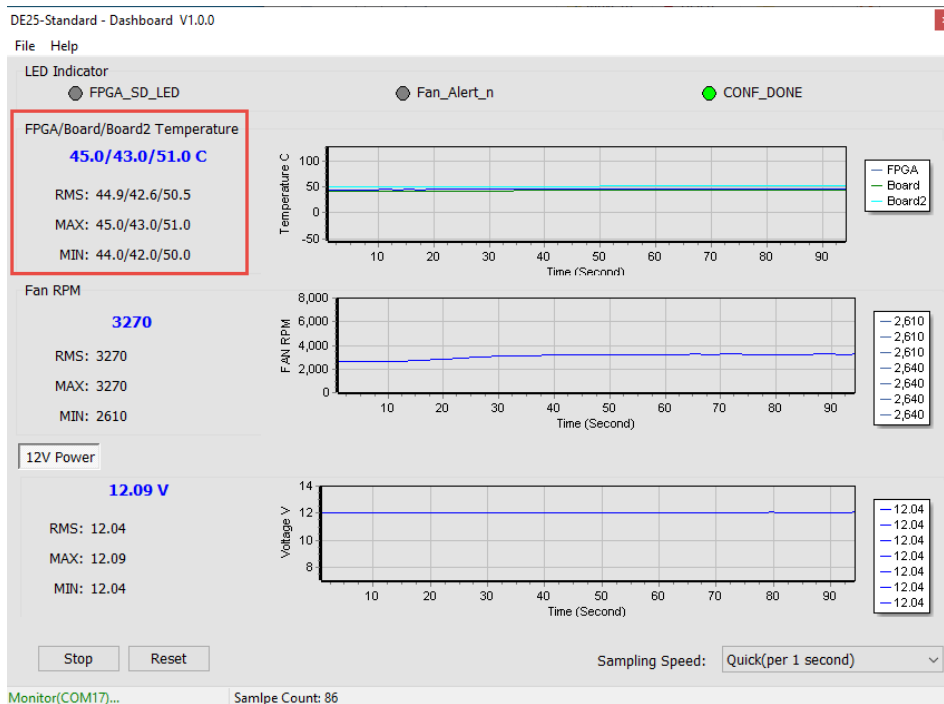 DE25-Standard - Dashboard V1.0.0
File Help
LED Indicator
FPGA_SD_LED Fan_Alert_n CONF_DONE
FPGA/Board/Board2 Temperature
45.0/43.0/51.0 C
RMS: 44.9/42.6/50.5
MAX: 45.0/43.0/51.0
MIN: 44.0/42.0/50.0
Temperature C
100
50
0
-50
10 20 30 40 50 60 70 80 90
Time (Second)
FPGA
Board
Board2
Fan RPM
3270
RMS: 3270
MAX: 3270
MIN: 2610
FAN RPM
8,000
6,000
4,000
2,000
0
10 20 30 40 50 60 70 80 90
Time (Second)
2,610
2,610
2,610
2,640
2,640
2,640
2,640
12V Power
12.09 V
RMS: 12.04
MAX: 12.09
MIN: 12.04
Voltage V
14
12
10
8
10 20 30 40 50 60 70 80 90
Time (Second)
12.04
12.04
12.04
12.04
12.04
12.04
12.04
Stop Reset Sampling Speed: Quick(per 1 second)
Monitor(COM17)... Samlpe Count: 86